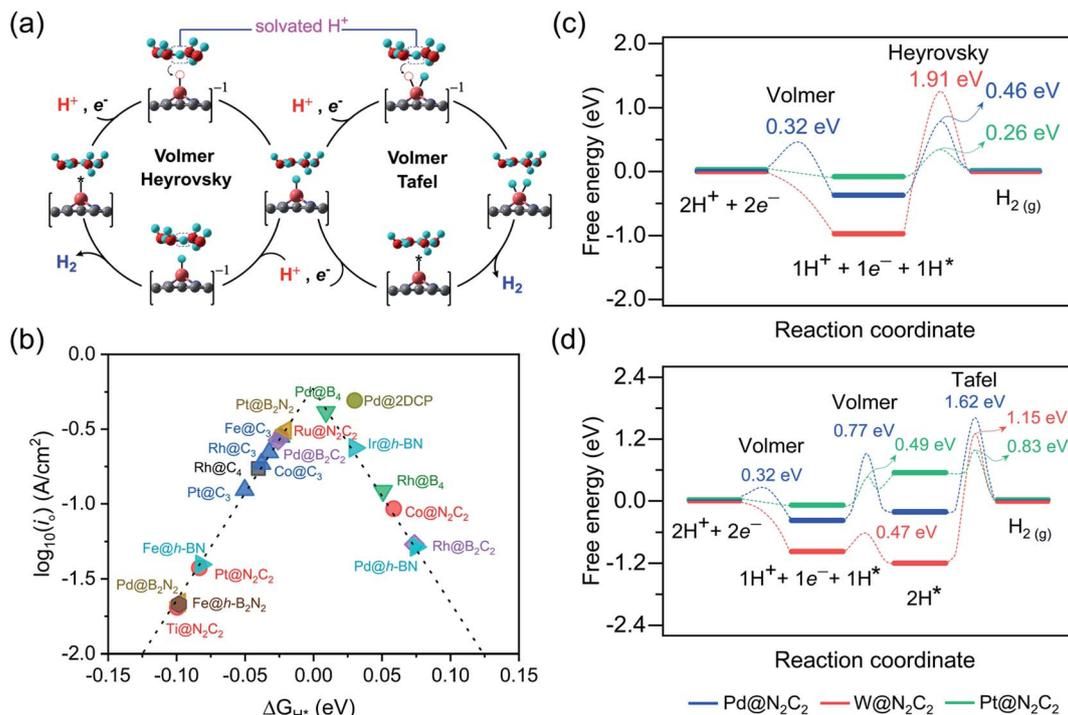 (a)
solvated H⁺
H⁺ , e⁻
Volmer
Heyrovsky
−1
*
H₂
−1
H⁺ , e⁻
H⁺ , e⁻
Volmer
Tafel
−1
*
H₂
(b)
log₁₀(iₒ) (A/cm²)
0.0
-0.5
-1.0
-1.5
-2.0
-0.15
-0.10
-0.05
0.00
0.05
0.10
0.15
ΔG_H* (eV)
Pd@B₄
Pd@2DCP
Pt@B₂N₂
Fe@C₃
Ru@N₂C₂
Rh@C₃
Pd@B₂C₂
Ir@h-BN
Rh@C₄
Co@C₃
Pt@C₃
Rh@B₄
Co@N₂C₂
Fe@h-BN
Pt@N₂C₂
Rh@B₂C₂
Pd@h-BN
Pd@B₂N₂
Fe@h-B₂N₂
Ti@N₂C₂
(c)
Free energy (eV)
2.0
1.0
0.0
-1.0
-2.0
Heyrovsky
1.91 eV
Volmer
0.32 eV
0.46 eV
0.26 eV
2H⁺ + 2e⁻
H₂ (g)
1H⁺ + 1e⁻ + 1H*
Reaction coordinate
(d)
Free energy (eV)
2.4
1.2
0.0
-1.2
-2.4
Tafel
1.62 eV
Volmer
0.77 eV
1.15 eV
0.49 eV
0.83 eV
Volmer
0.32 eV
0.47 eV
2H⁺ + 2e⁻
H₂ (g)
1H⁺ + 1e⁻ + 1H*
2H*
Reaction coordinate
Pd@N₂C₂
W@N₂C₂
Pt@N₂C₂